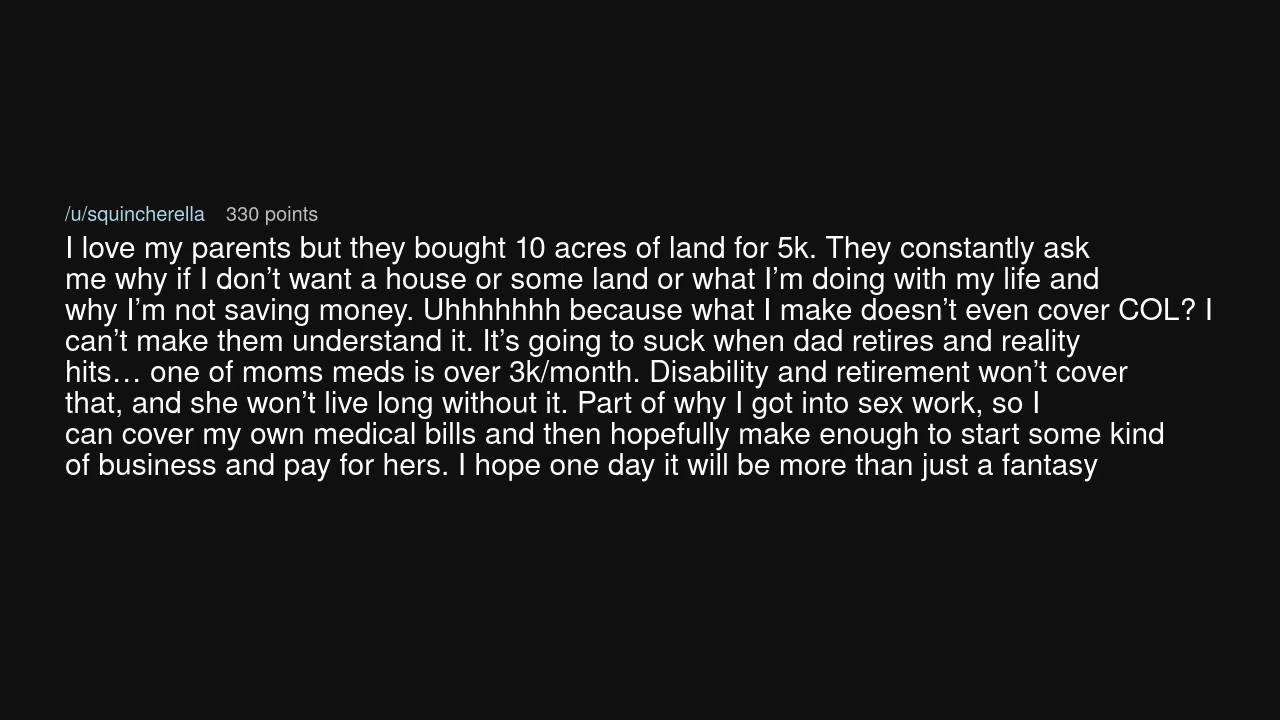 /u/squincherella 330 points
I love my parents but they bought 10 acres of land for 5k. They constantly ask
me why if I don’t want a house or some land or what I’m doing with my life and
why I’m not saving money. Uhhhhhhh because what I make doesn’t even cover COL? I
can’t make them understand it. It’s going to suck when dad retires and reality
hits… one of moms meds is over 3k/month. Disability and retirement won’t cover
that, and she won’t live long without it. Part of why I got into sex work, so I
can cover my own medical bills and then hopefully make enough to start some kind
of business and pay for hers. I hope one day it will be more than just a fantasy